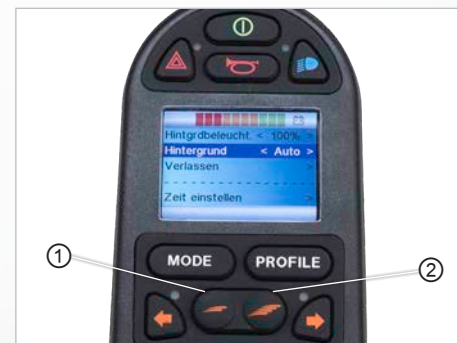 Hintgrdbeleucht. < 100% >
Hintergrund < Auto >
Verlassen >
Zeit einstellen >
MODE PROFILE
1 2